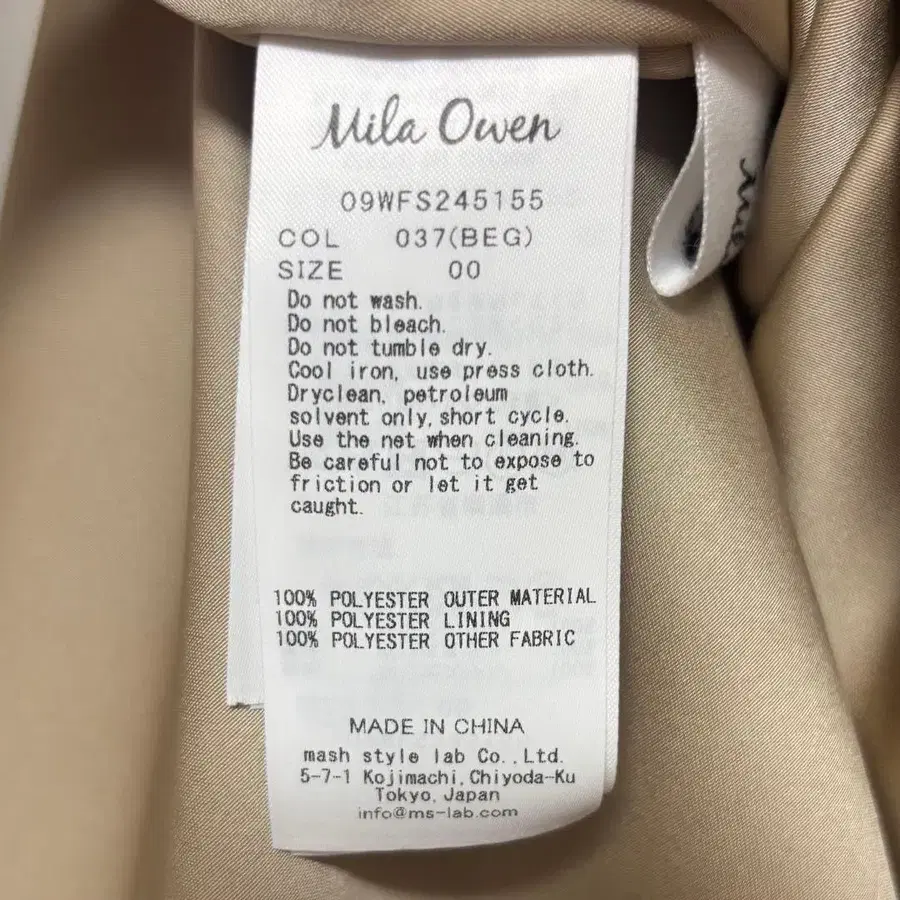 Mila Owen
09WFS245155
COL 037(BEG)
SIZE 00
Do not wash.
Do not bleach.
Do not tumble dry.
Cool iron, use press cloth.
Dryclean, petroleum
solvent only, short cycle.
Use the net when cleaning.
Be careful not to expose to
friction or let it get
caught.
100% POLYESTER OUTER MATERIAL
100% POLYESTER LINING
100% POLYESTER OTHER FABRIC
MADE IN CHINA
mash style lab Co.,Ltd.
5-7-1 Kojimachi,Chiyoda-Ku
Tokyo,Japan
info@ms-lab.com